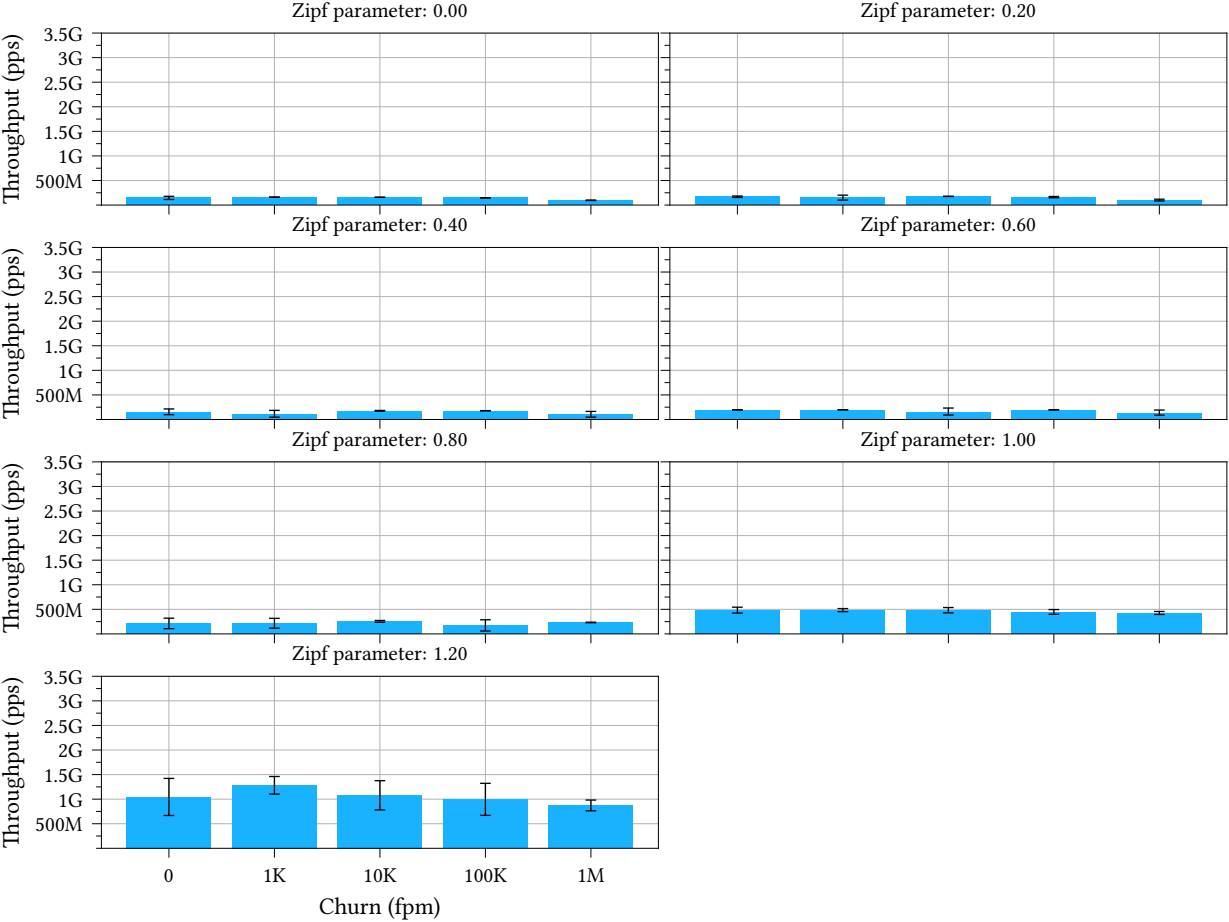 Zipf parameter: 0.00
Zipf parameter: 0.20
Throughput (pps)
3.5G
3G
2.5G
2G
1.5G
1G
500M
Zipf parameter: 0.40
Zipf parameter: 0.60
Throughput (pps)
3.5G
3G
2.5G
2G
1.5G
1G
500M
Zipf parameter: 0.80
Zipf parameter: 1.00
Throughput (pps)
3.5G
3G
2.5G
2G
1.5G
1G
500M
Zipf parameter: 1.20
Throughput (pps)
3.5G
3G
2.5G
2G
1.5G
1G
500M
0 1K 10K 100K 1M
Churn (fpm)